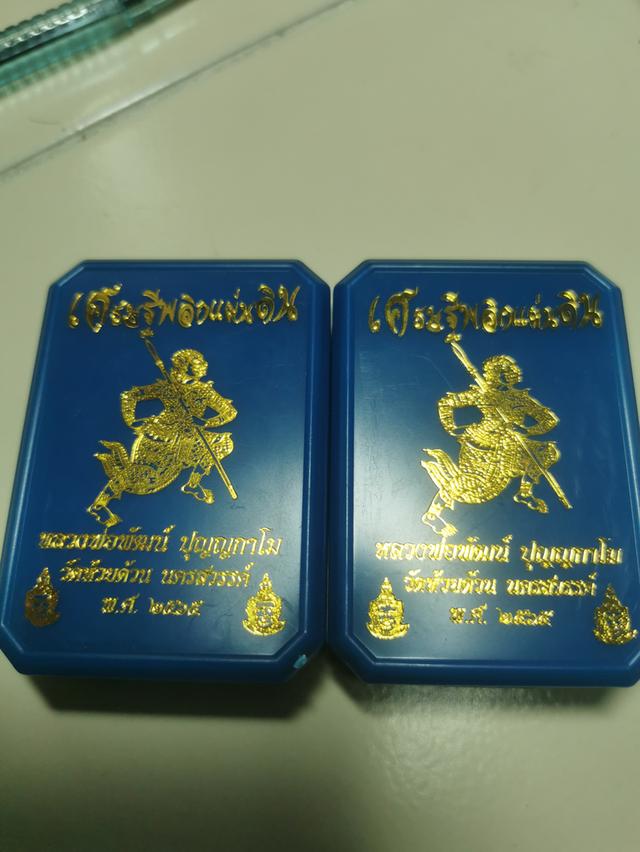 เศรษฐีพลิกแผ่นดิน
หลวงพ่อพัฒน์ ปุญญกาโม
วัดห้วยด้วน นครสวรรค์
พ.ศ. ๒๕๖๕
เศรษฐีพลิกแผ่นดิน
หลวงพ่อพัฒน์ ปุญญกาโม
วัดห้วยด้วน นครสวรรค์
พ.ศ. ๒๕๖๕